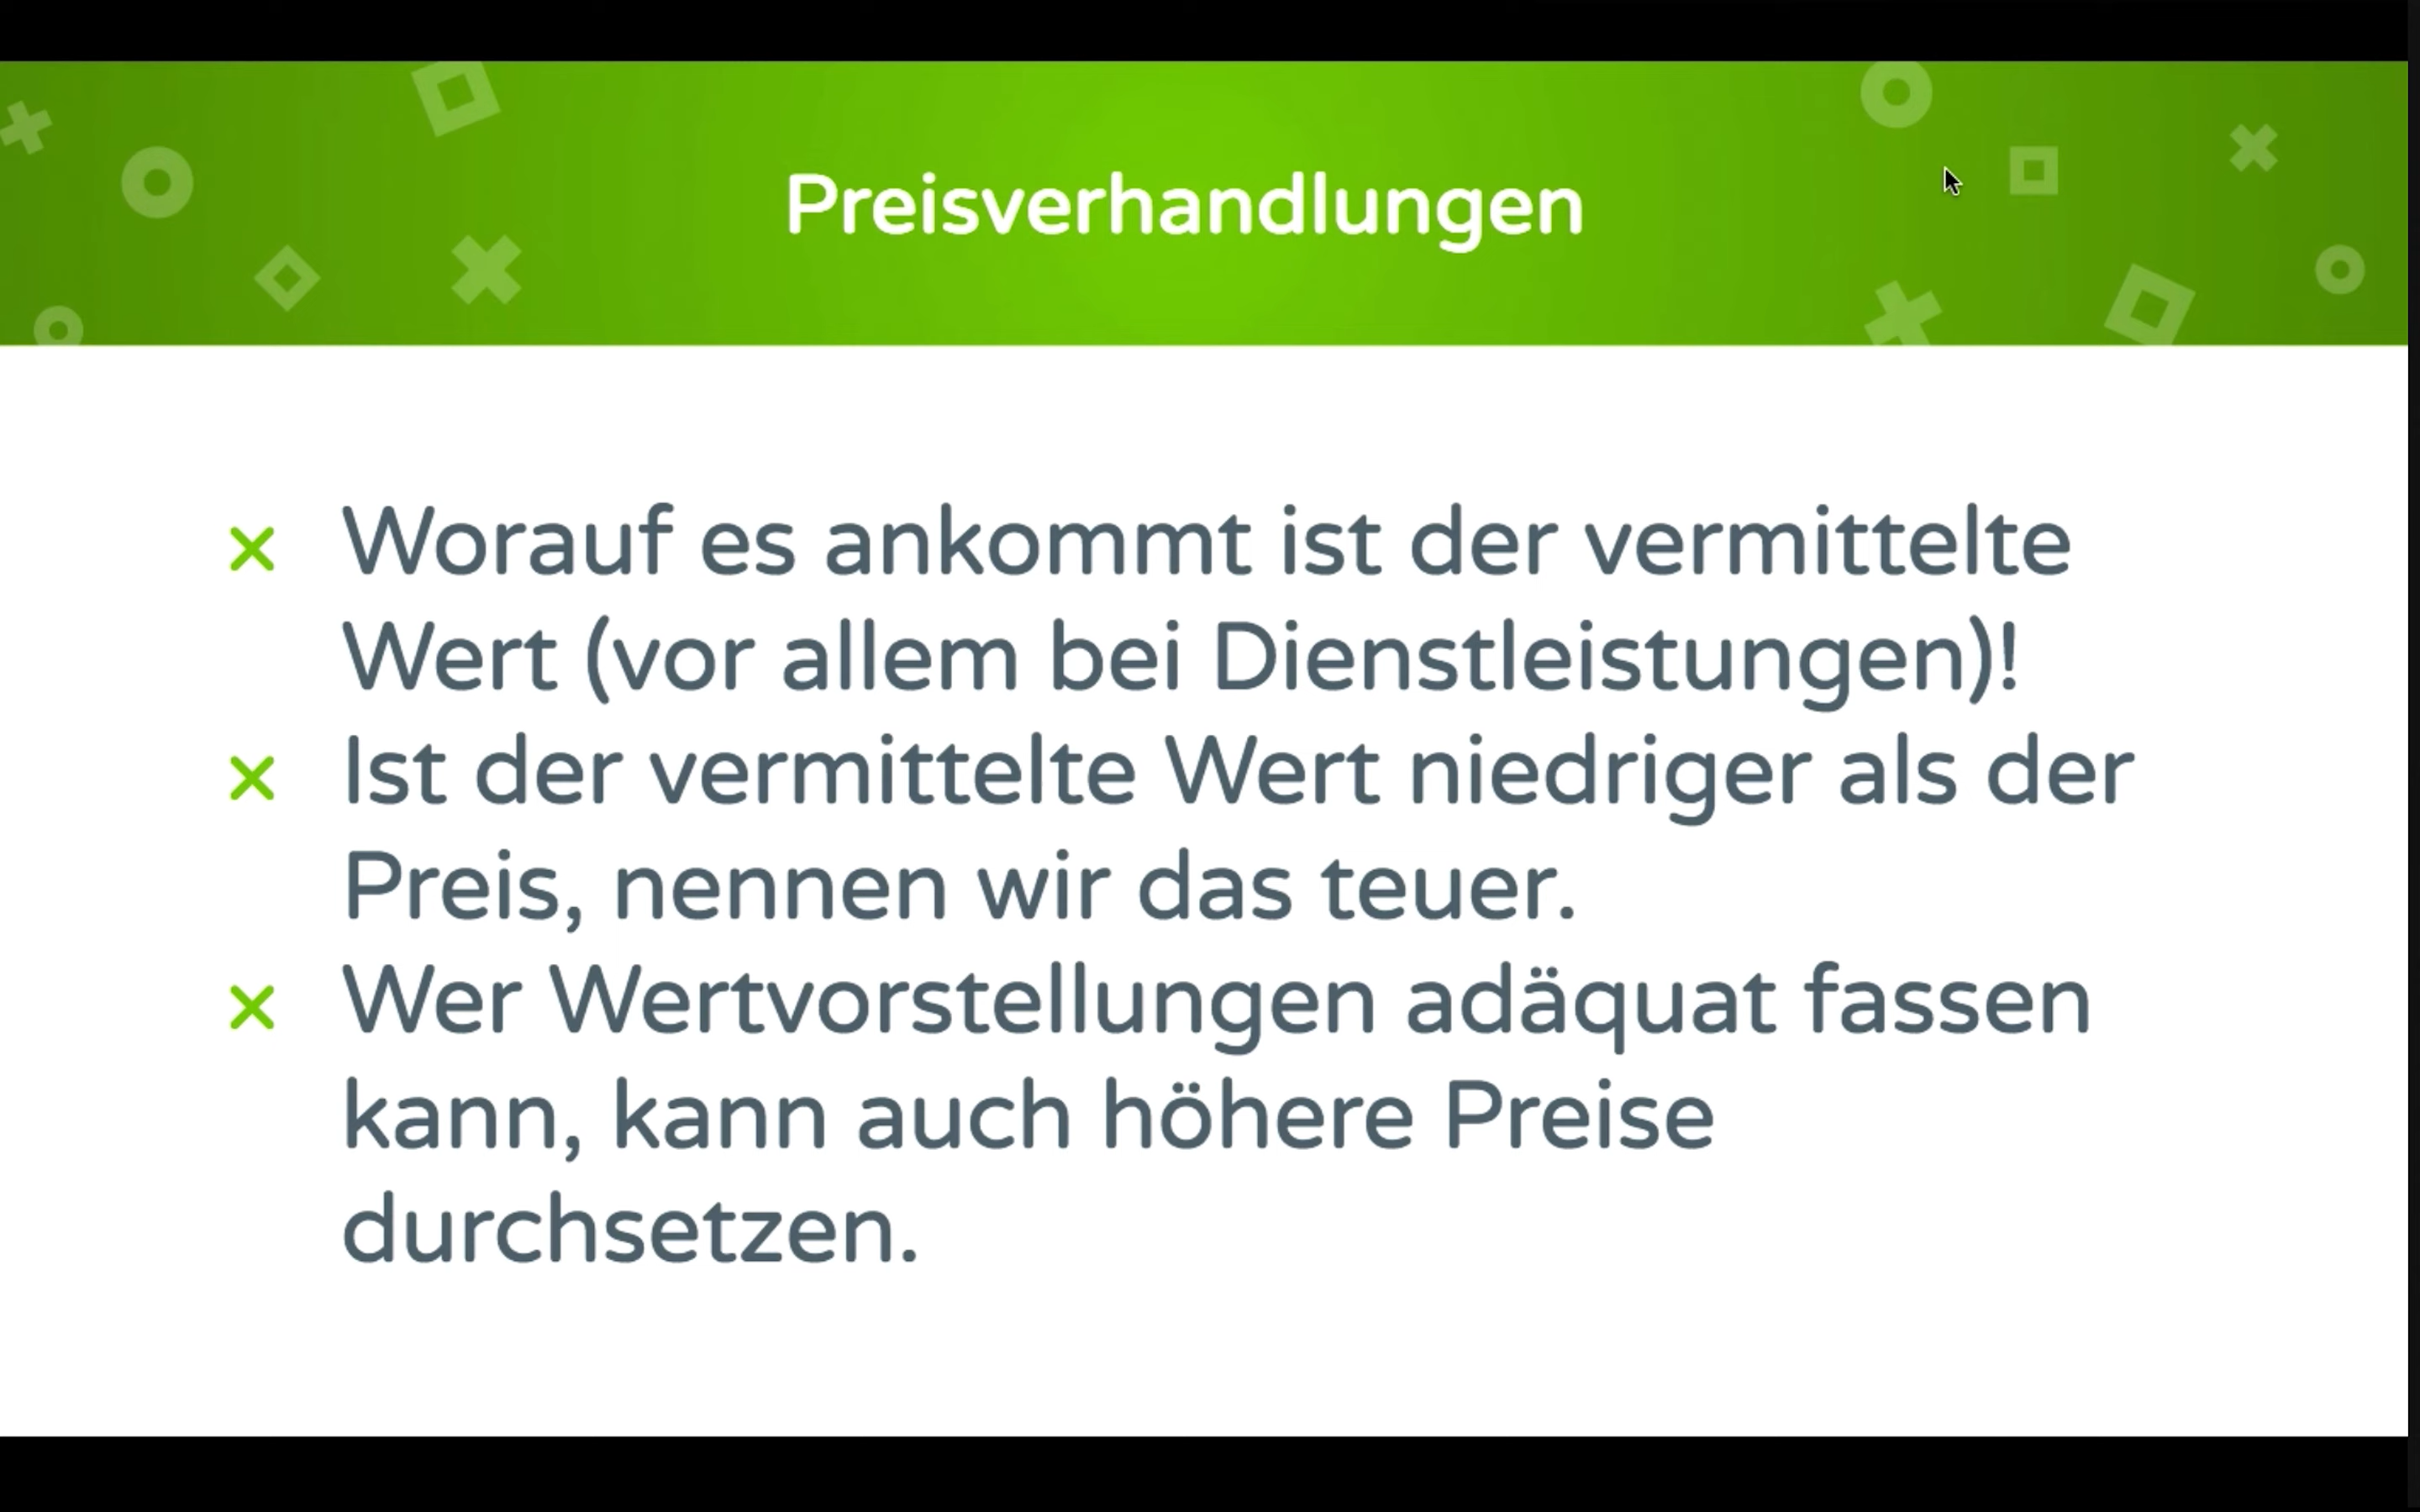 Preisverhandlungen
Worauf es ankommt ist der vermittelte
Wert (vor allem bei Dienstleistungen)!
Ist der vermittelte Wert niedriger als der
Preis, nennen wir das teuer.
Wer Wertvorstellungen adäquat fassen
kann, kann auch höhere Preise
durchsetzen.